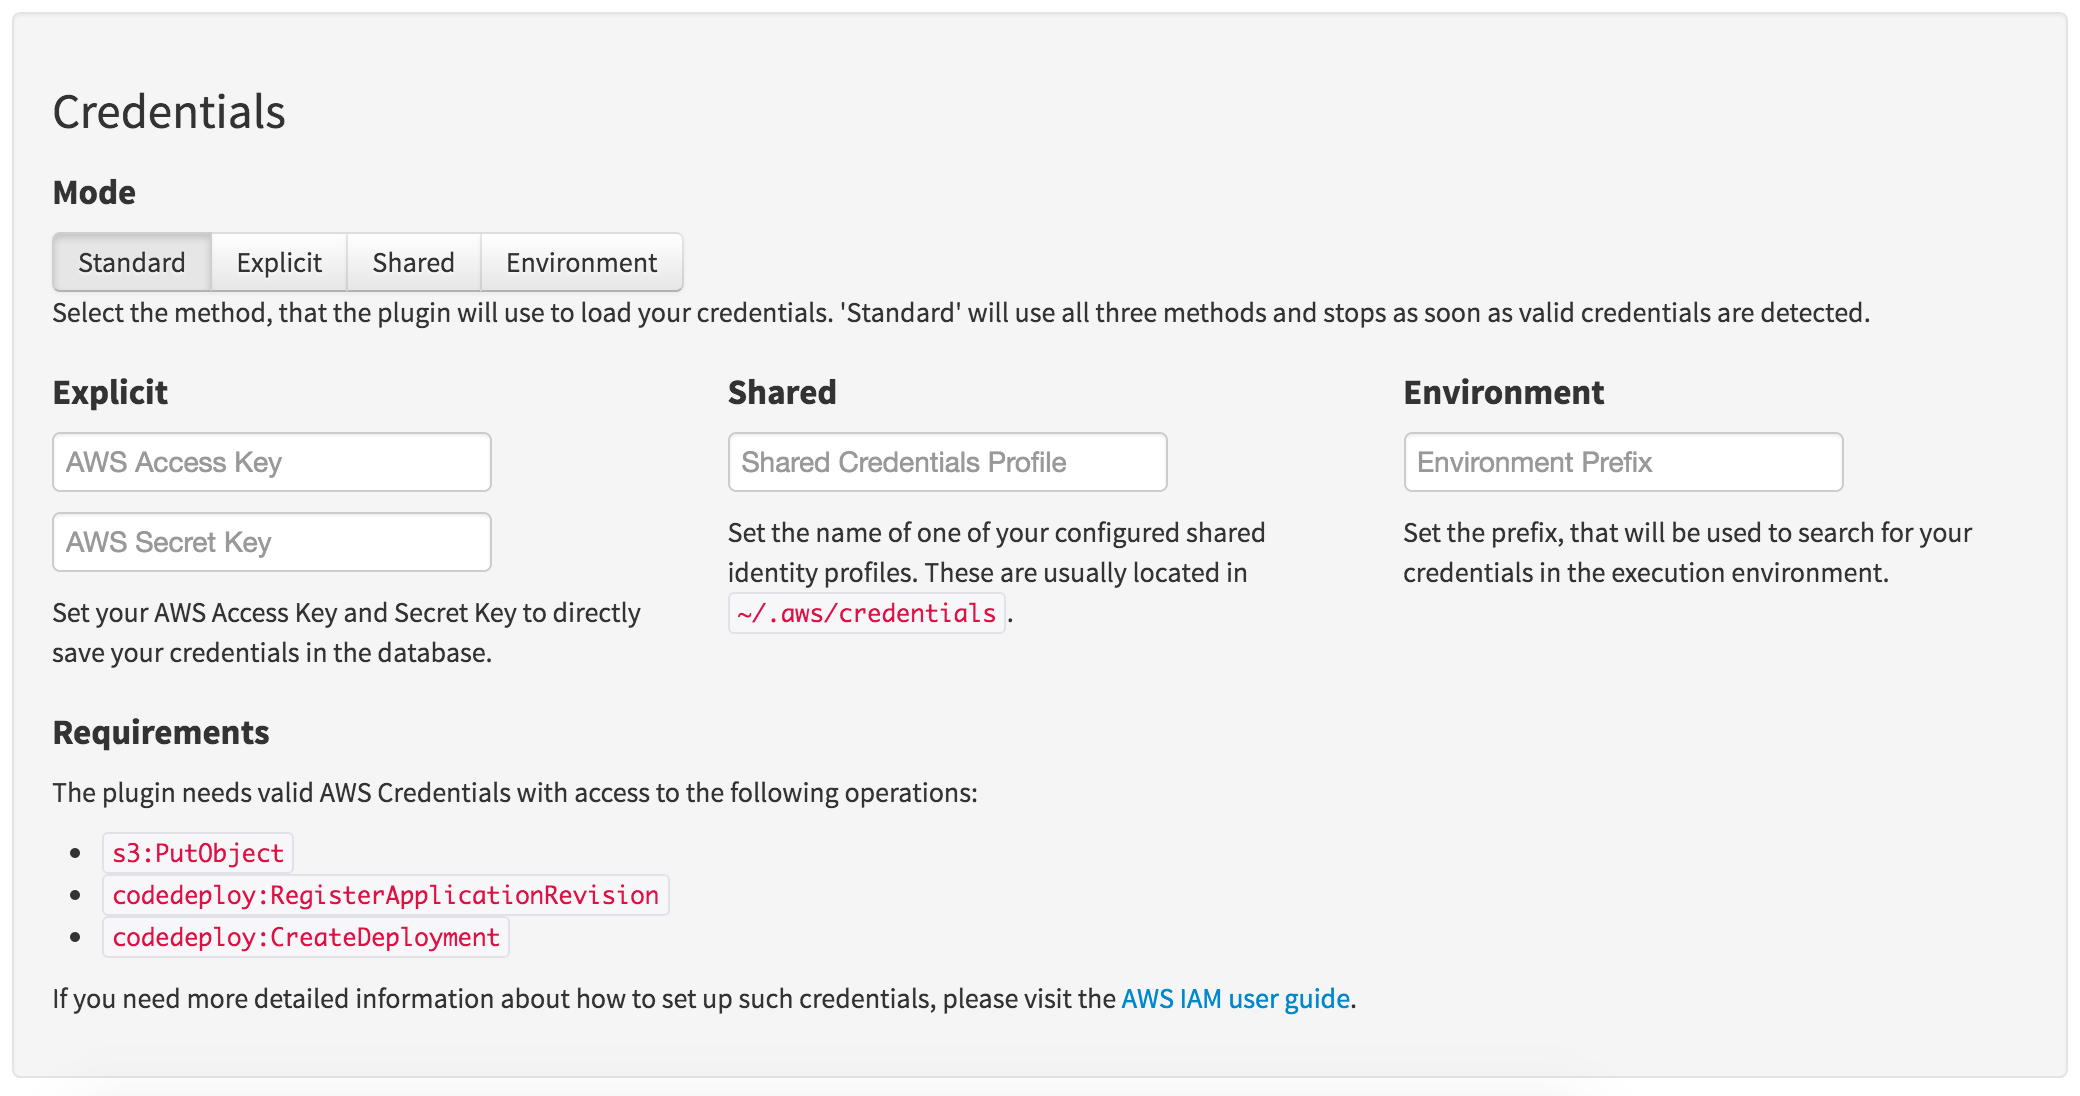 Credentials
Mode
Standard Explicit Shared Environment
Select the method, that the plugin will use to load your credentials. 'Standard' will use all three methods and stops as soon as valid credentials are detected.
Explicit
AWS Access Key
AWS Secret Key
Set your AWS Access Key and Secret Key to directly
save your credentials in the database.
Shared
Shared Credentials Profile
Set the name of one of your configured shared
identity profiles. These are usually located in
~/.aws/credentials.
Environment
Environment Prefix
Set the prefix, that will be used to search for your
credentials in the execution environment.
Requirements
The plugin needs valid AWS Credentials with access to the following operations:
• s3:PutObject
• codedeploy:RegisterApplicationRevision
• codedeploy:CreateDeployment
If you need more detailed information about how to set up such credentials, please visit the AWS IAM user guide.